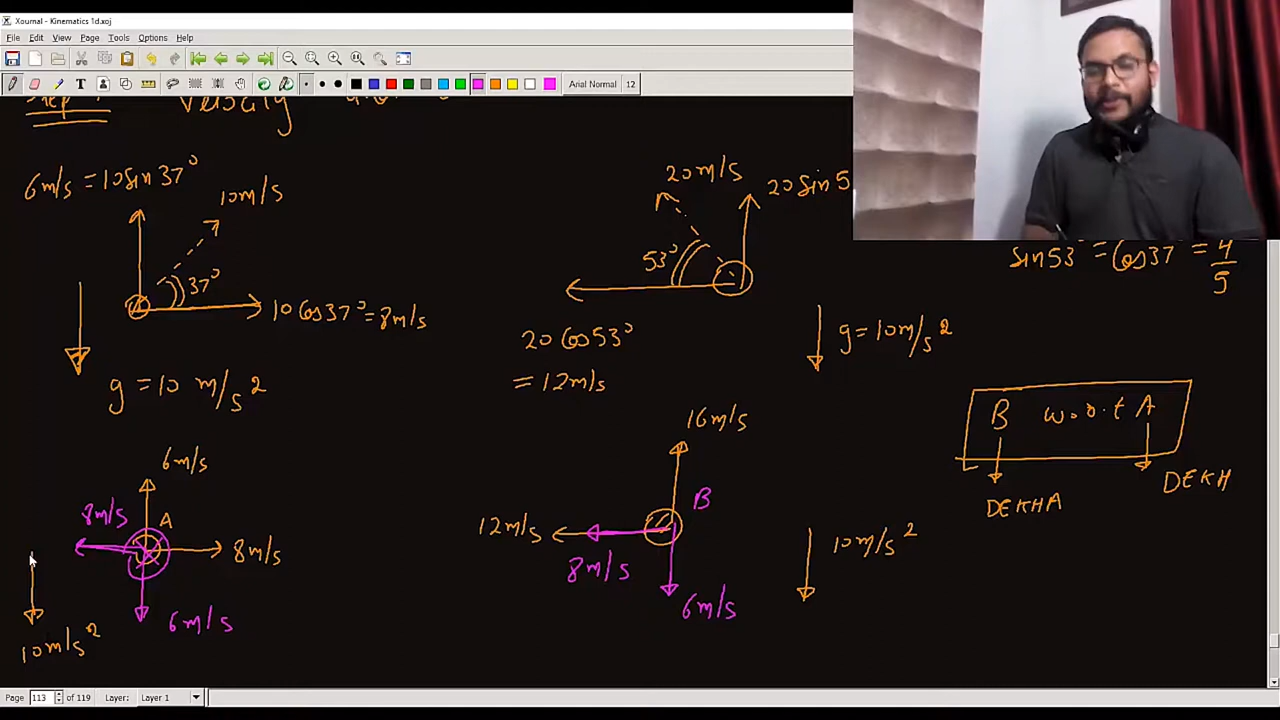 Xournal - Kinematics 1d.xoj
File Edit View Page Tools Options Help
Arial Normal 12
Velocity
6m/s = 10sin37°
10m/s
37°
10Cos37° = 8m/s
g = 10 m/s²
20m/s
20sin5
53°
20Cos53°
= 12m/s
sin53° = Cos37° = 4/5
g = 10m/s²
B w.r.t A
DEKHA
DEKH
6m/s
8m/s
A
8m/s
6m/s
10m/s²
16m/s
B
12m/s
8m/s
6m/s
10m/s²
Page 113 of 119 Layer: Layer 1